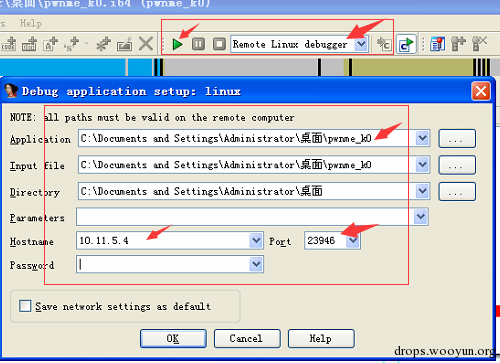 r\桌面\pwnme_k0.i64 (pwnme_k0)
s Help
Remote Linux debugger
Debug application setup: linux
NOTE: all paths must be valid on the remote computer
Application C:\Documents and Settings\Administrator\桌面\pwnme_k0 ...
Input file C:\Documents and Settings\Administrator\桌面\pwnme_k0 ...
Directory C:\Documents and Settings\Administrator\桌面 ...
Parameters
Hostname 10.11.5.4 Port 23946
Password
Save network settings as default
OK Cancel Help
drops.wooyun.org